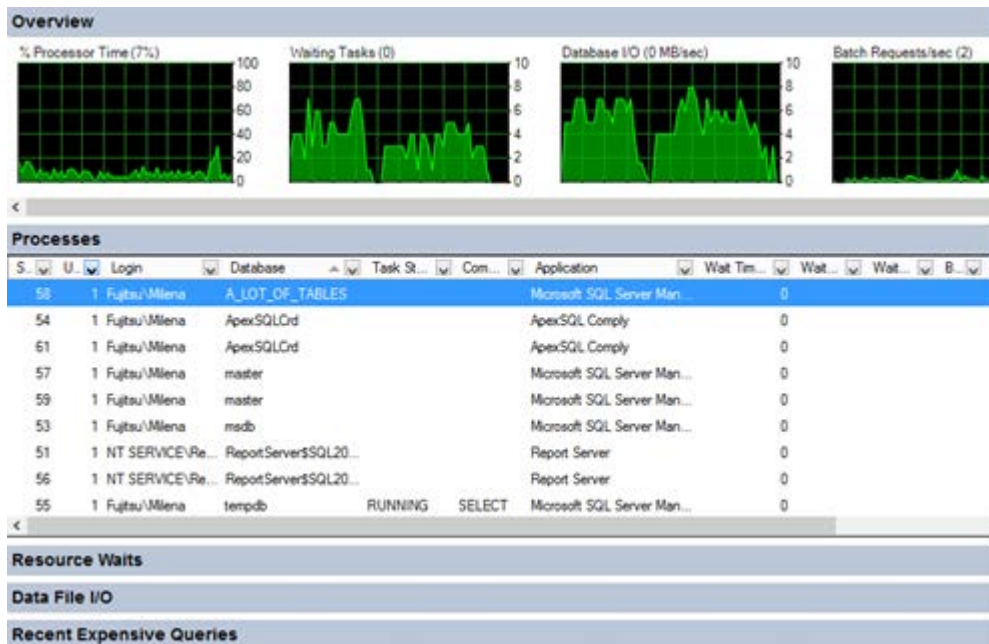 Overview
% Processor Time (7%)
Waiting Tasks (0)
Database I/O (0 MB/sec)
Batch Requests/sec (2)
100
80
60
40
20
0
10
8
6
4
2
0
10
8
6
4
2
0
Processes
S... U... Login Database Task St... Com... Application Wait Tim... Wait... Wait... B...
58 1 Fujitsu\Milena A_LOT_OF_TABLES Microsoft SQL Server Man... 0
54 1 Fujitsu\Milena ApexSQLCrd ApexSQL Comply 0
61 1 Fujitsu\Milena ApexSQLCrd ApexSQL Comply 0
57 1 Fujitsu\Milena master Microsoft SQL Server Man... 0
59 1 Fujitsu\Milena master Microsoft SQL Server Man... 0
53 1 Fujitsu\Milena msdb Microsoft SQL Server Man... 0
51 1 NT SERVICE\Re... ReportServer$SQL20... Report Server 0
56 1 NT SERVICE\Re... ReportServer$SQL20... Report Server 0
55 1 Fujitsu\Milena tempdb RUNNING SELECT Microsoft SQL Server Man... 0
Resource Waits
Data File I/O
Recent Expensive Queries